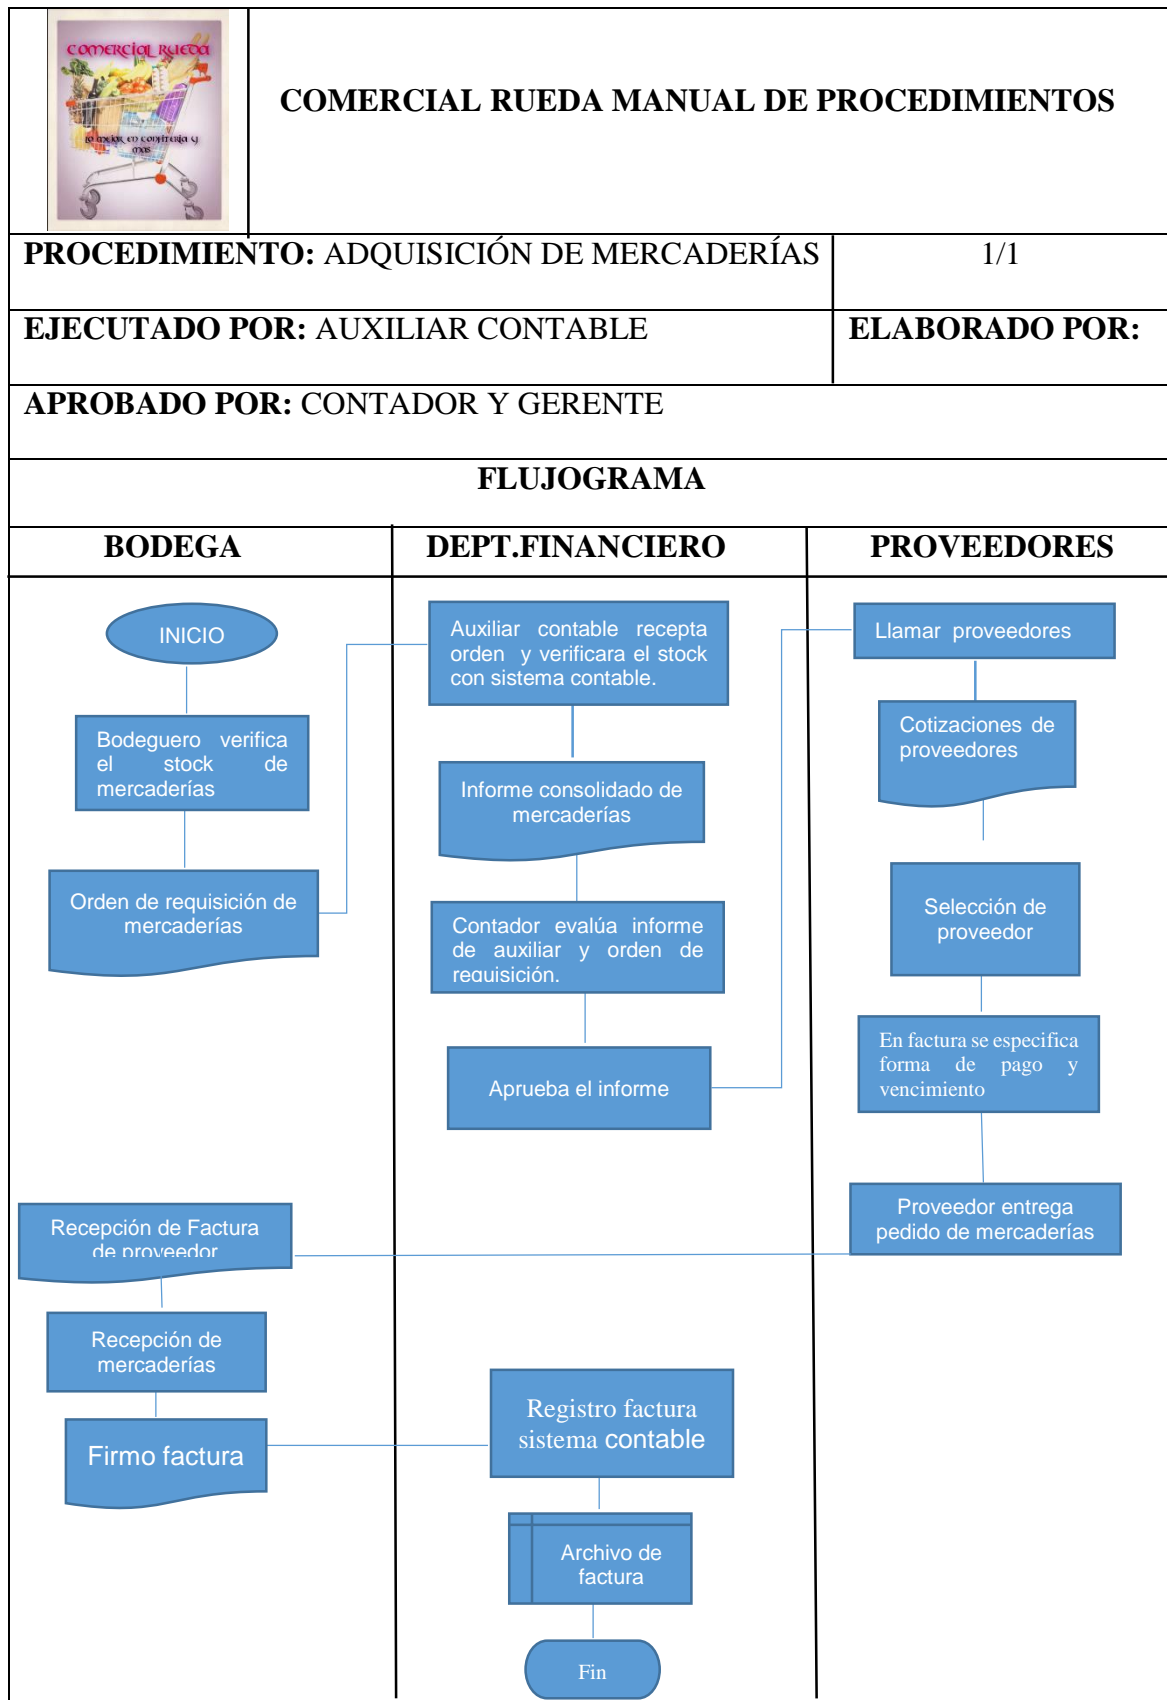 COMERCIAL RUEDA
lo mejor en confiteria y
mas
COMERCIAL RUEDA MANUAL DE PROCEDIMIENTOS
PROCEDIMIENTO: ADQUISICIÓN DE MERCADERÍAS
1/1
EJECUTADO POR: AUXILIAR CONTABLE
ELABORADO POR:
APROBADO POR: CONTADOR Y GERENTE
FLUJOGRAMA
BODEGA
DEPT.FINANCIERO
PROVEEDORES
INICIO
Bodeguero verifica
el stock de
mercaderías
Orden de requisición de
mercaderías
Auxiliar contable recepta
orden y verificara el stock
con sistema contable.
Informe consolidado de
mercaderías
Contador evalúa informe
de auxiliar y orden de
requisición.
Aprueba el informe
Llamar proveedores
Cotizaciones de
proveedores
Selección de
proveedor
En factura se especifica
forma de pago y
vencimiento
Proveedor entrega
pedido de mercaderías
Recepción de Factura
de proveedor
Recepción de
mercaderías
Firmo factura
Registro factura
sistema contable
Archivo de
factura
Fin